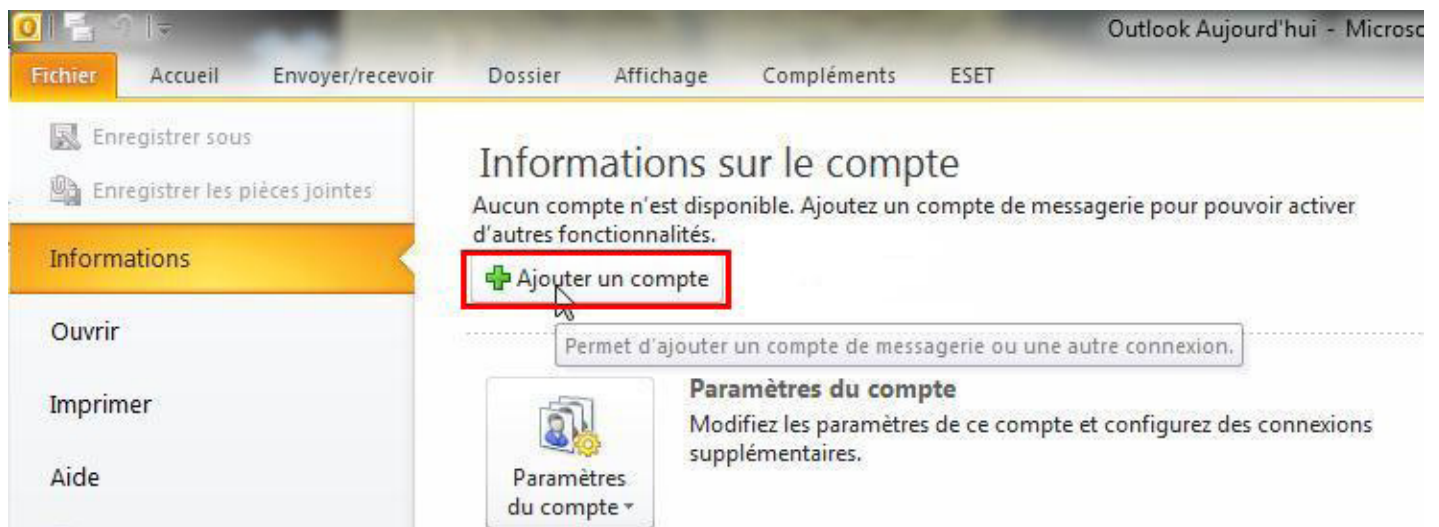 Outlook Aujourd'hui - Microsc
Fichier Accueil Envoyer/recevoir Dossier Affichage Compléments ESET
Enregistrer sous
Enregistrer les pièces jointes
Informations
Ouvrir
Imprimer
Aide
Informations sur le compte
Aucun compte n'est disponible. Ajoutez un compte de messagerie pour pouvoir activer
d'autres fonctionnalités.
Ajouter un compte
Permet d'ajouter un compte de messagerie ou une autre connexion.
Paramètres
du compte
Paramètres du compte
Modifiez les paramètres de ce compte et configurez des connexions
supplémentaires.